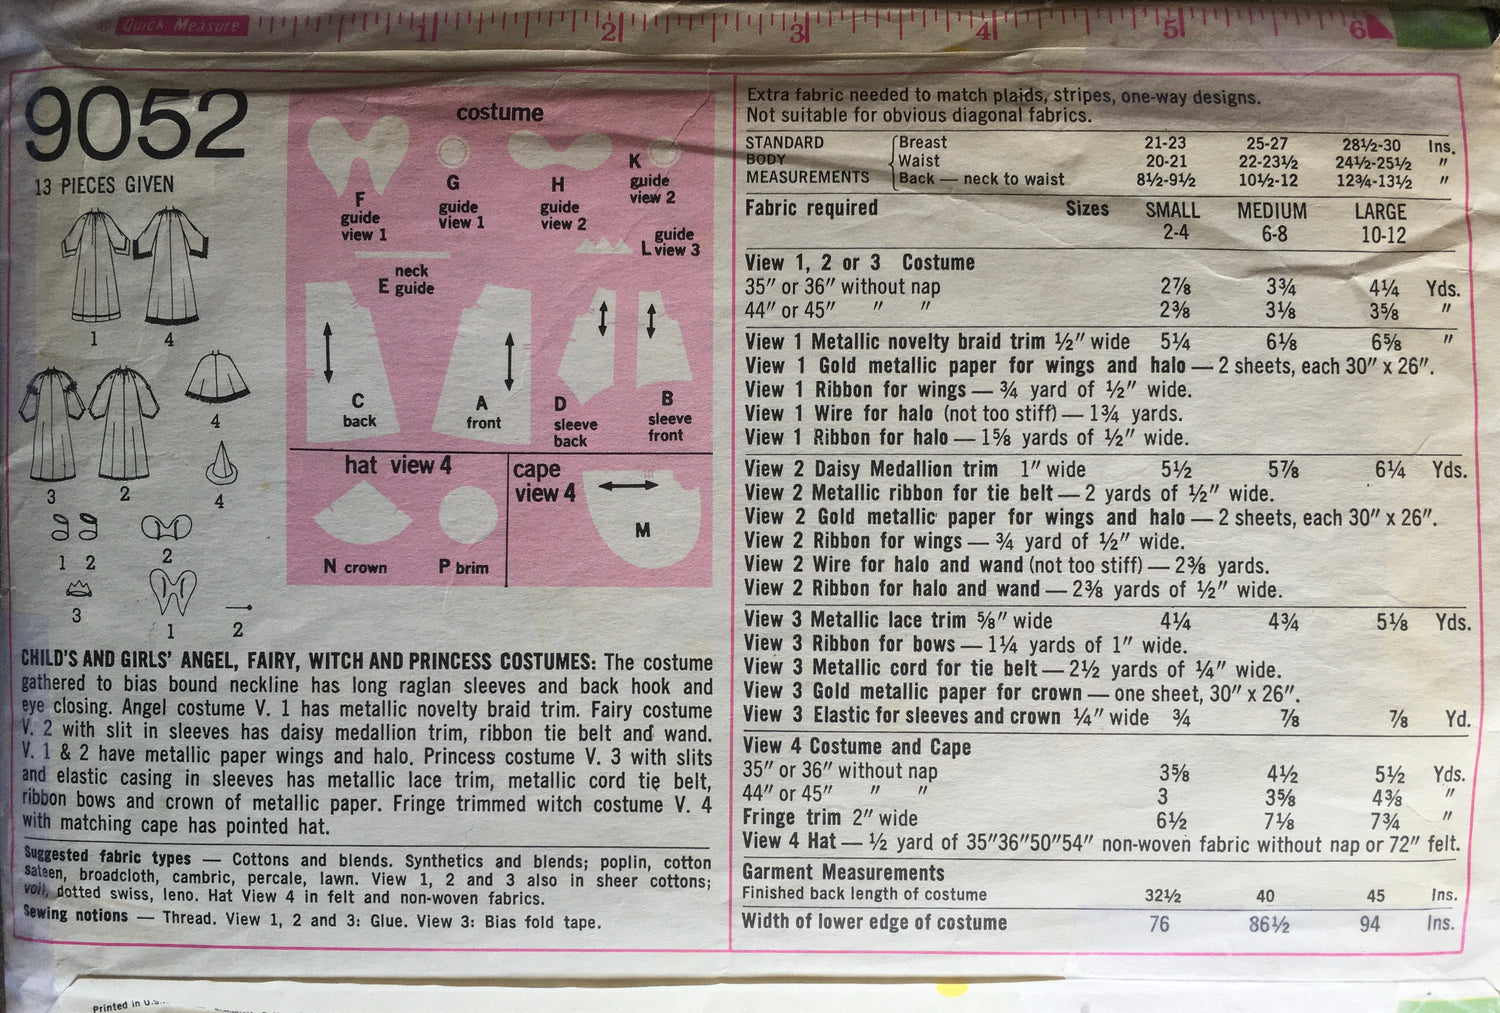 Quick Measure 1 2 3 4 5 6
9052
13 PIECES GIVEN
1 4
3 2 4
4
1 2 2
3 1 2
costume
F
guide
view 1
G
guide
view 1
H
guide
view 2
K
guide
view 2
guide
L view 3
neck
E guide
C
back
A
front
D
sleeve
back
B
sleeve
front
hat view 4
N crown
P brim
cape
view 4
M
CHILD'S AND GIRLS' ANGEL, FAIRY, WITCH AND PRINCESS COSTUMES: The costume
gathered to bias bound neckline has long raglan sleeves and back hook and
eye closing. Angel costume V. 1 has metallic novelty braid trim. Fairy costume
V. 2 with slit in sleeves has daisy medallion trim, ribbon tie belt and wand.
V. 1 & 2 have metallic paper wings and halo. Princess costume V. 3 with slits
and elastic casing in sleeves has metallic lace trim, metallic cord tie belt,
ribbon bows and crown of metallic paper. Fringe trimmed witch costume V. 4
with matching cape has pointed hat.
Suggested fabric types — Cottons and blends. Synthetics and blends; poplin, cotton
sateen, broadcloth, cambric, percale, lawn. View 1, 2 and 3 also in sheer cottons;
voil, dotted swiss, leno. Hat View 4 in felt and non-woven fabrics.
Sewing notions — Thread. View 1, 2 and 3: Glue. View 3: Bias fold tape.
Extra fabric needed to match plaids, stripes, one-way designs.
Not suitable for obvious diagonal fabrics.
STANDARD Breast 21-23 25-27 28½-30 Ins.
BODY Waist 20-21 22-23½ 24½-25½ "
MEASUREMENTS Back — neck to waist 8½-9½ 10½-12 12¾-13½ "
Fabric required Sizes SMALL MEDIUM LARGE
2-4 6-8 10-12
View 1, 2 or 3 Costume
35" or 36" without nap 2⅞ 3¾ 4¼ Yds.
44" or 45" " " 2⅜ 3⅛ 3⅝ "
View 1 Metallic novelty braid trim ½" wide 5¼ 6⅛ 6⅝ "
View 1 Gold metallic paper for wings and halo — 2 sheets, each 30" x 26".
View 1 Ribbon for wings — ¾ yard of ½" wide.
View 1 Wire for halo (not too stiff) — 1¾ yards.
View 1 Ribbon for halo — 1⅝ yards of ½" wide.
View 2 Daisy Medallion trim 1" wide 5½ 5⅞ 6¼ Yds.
View 2 Metallic ribbon for tie belt — 2 yards of ½" wide.
View 2 Gold metallic paper for wings and halo — 2 sheets, each 30" x 26".
View 2 Ribbon for wings — ¾ yard of ½" wide.
View 2 Wire for halo and wand (not too stiff) — 2⅜ yards.
View 2 Ribbon for halo and wand — 2⅜ yards of ½" wide.
View 3 Metallic lace trim ⅝" wide 4¼ 4¾ 5⅛ Yds.
View 3 Ribbon for bows — 1¼ yards of 1" wide.
View 3 Metallic cord for tie belt — 2½ yards of ¼" wide.
View 3 Gold metallic paper for crown — one sheet, 30" x 26".
View 3 Elastic for sleeves and crown ¼" wide ¾ ⅞ ⅞ Yd.
View 4 Costume and Cape
35" or 36" without nap 3⅝ 4½ 5½ Yds.
44" or 45" " " 3 3⅝ 4⅜ "
Fringe trim 2" wide 6½ 7⅛ 7¾ "
View 4 Hat — ½ yard of 35"36"50"54" non-woven fabric without nap or 72" felt.
Garment Measurements
Finished back length of costume 32½ 40 45 Ins.
Width of lower edge of costume 76 86½ 94 Ins.
Printed in U.S.